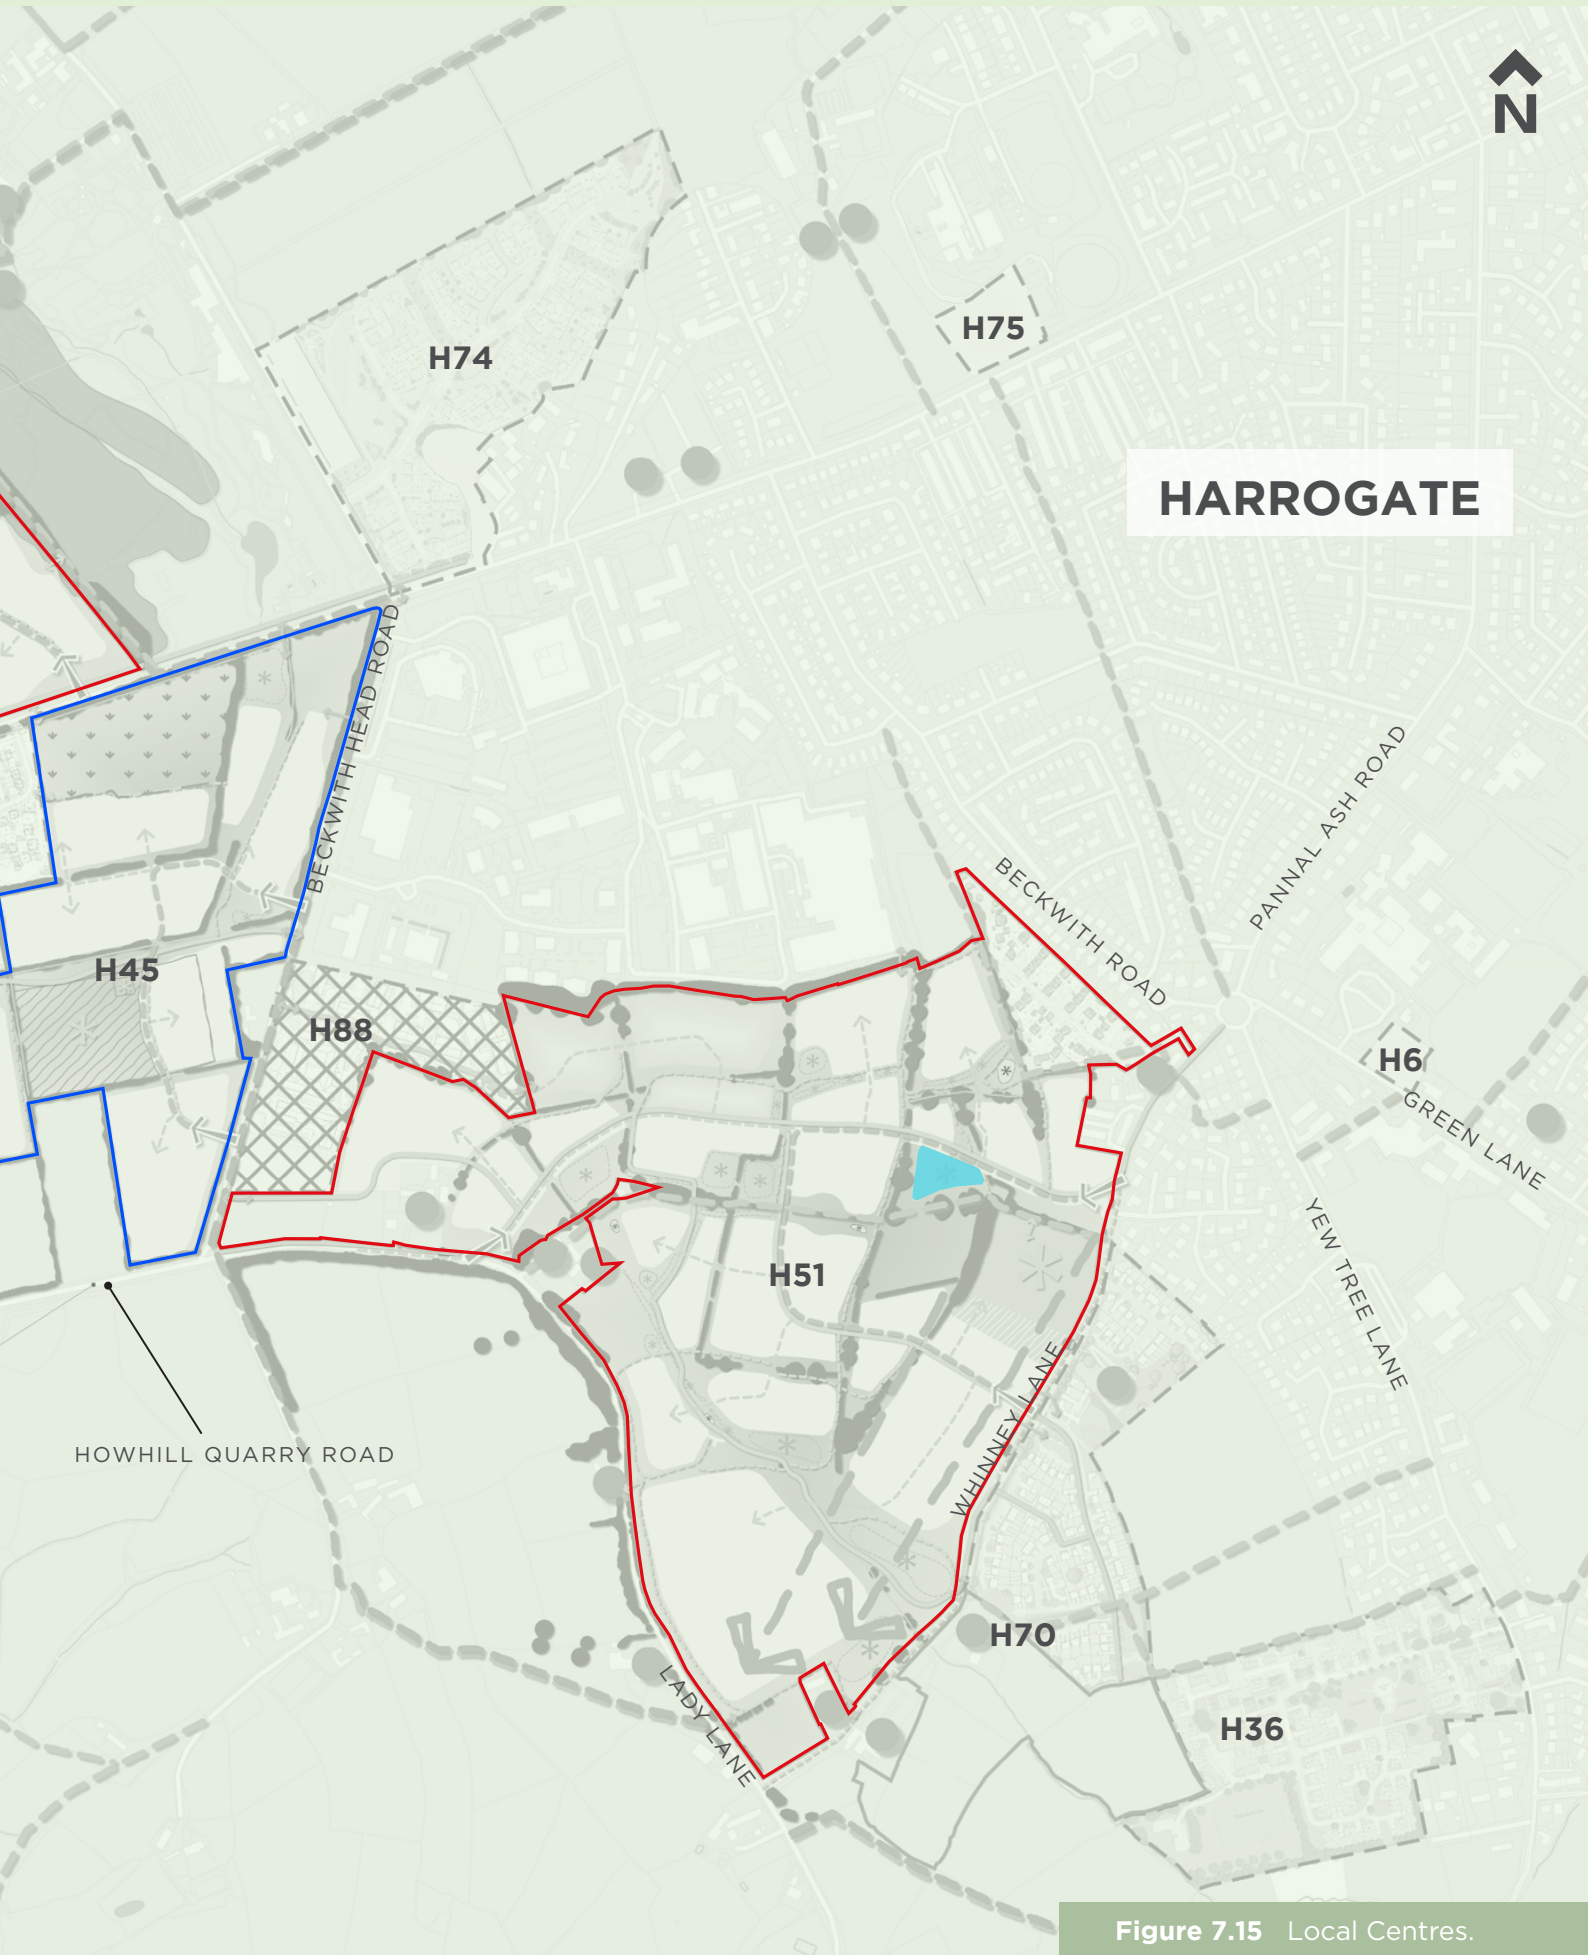 N
H74
H75
HARROGATE
BECKWITH HEAD ROAD
PANNAL ASH ROAD
BECKWITH ROAD
H45
H88
H6
GREEN LANE
YEW TREE LANE
H51
WHINNEY LANE
HOWHILL QUARRY ROAD
H70
LADY LANE
H36
Figure 7.15 Local Centres.